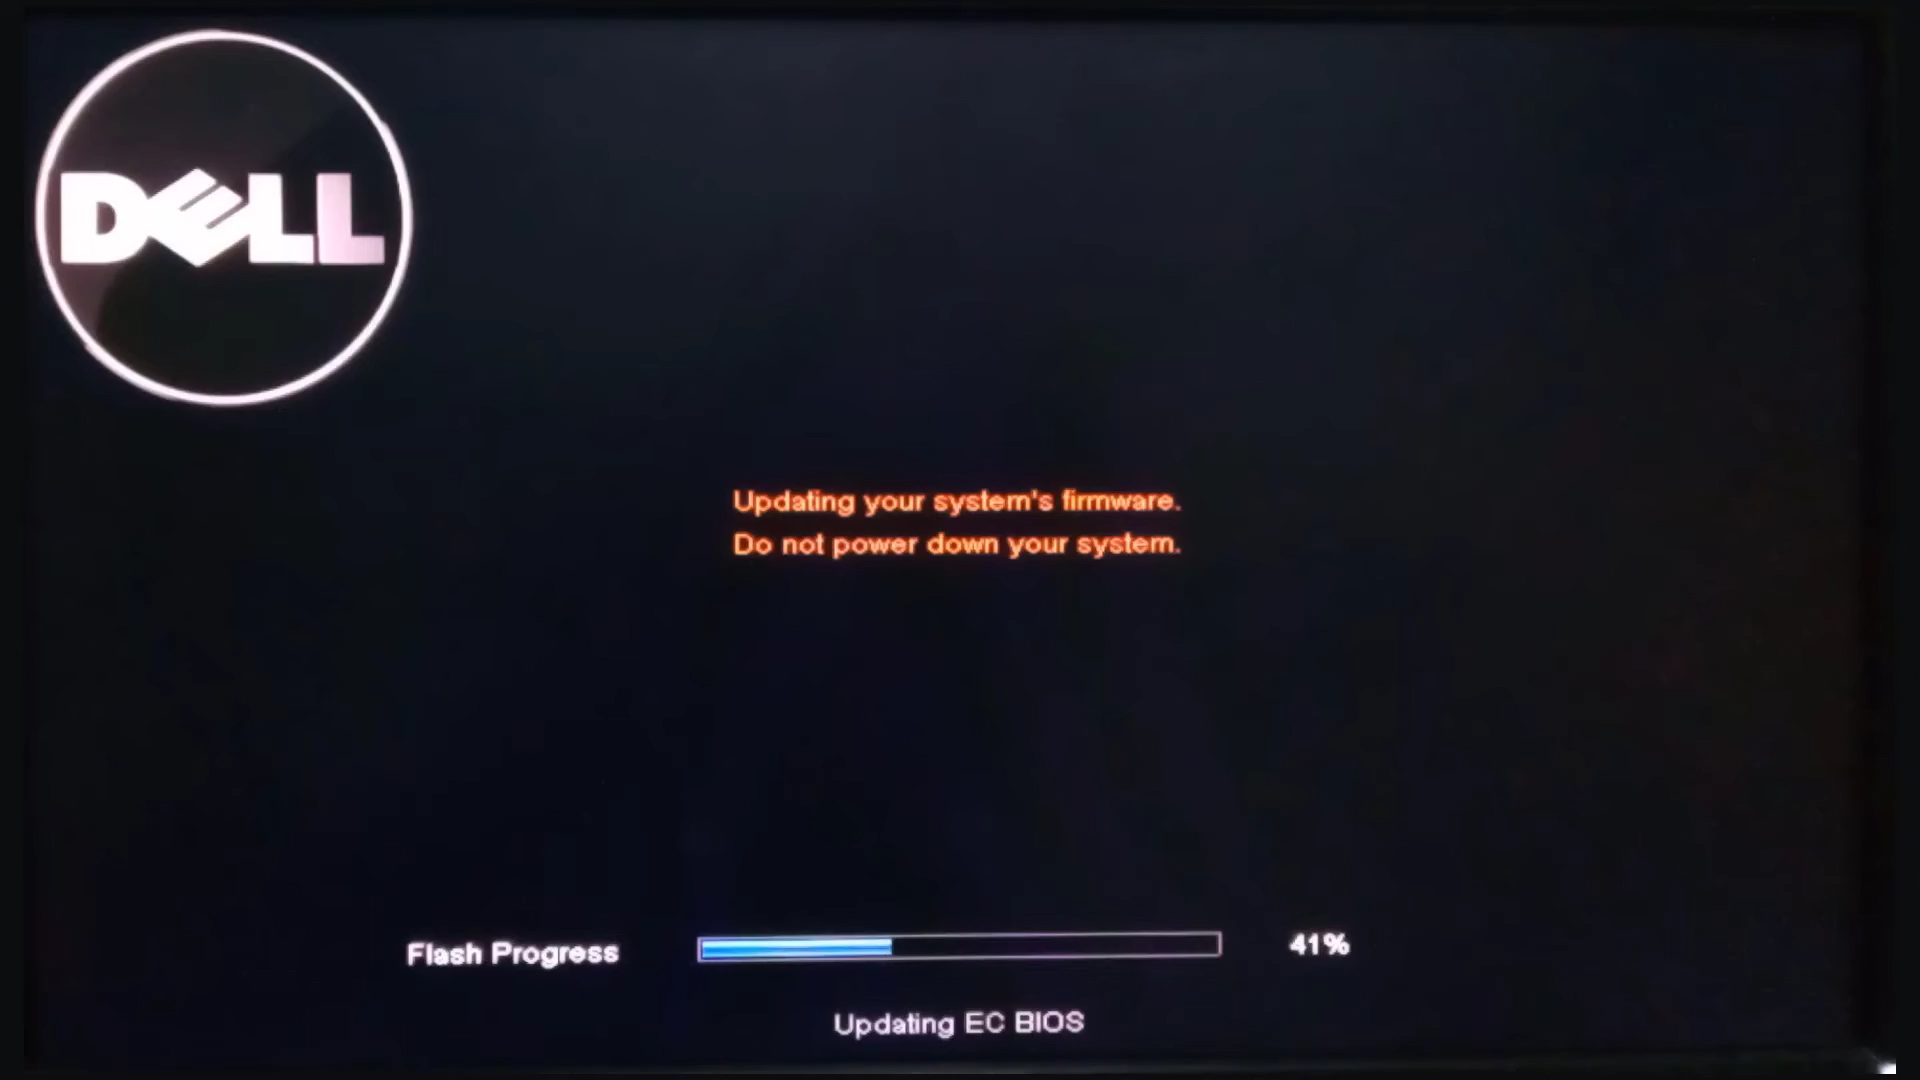 DELL
Updating your system's firmware.
Do not power down your system.
Flash Progress 41%
Updating EC BIOS